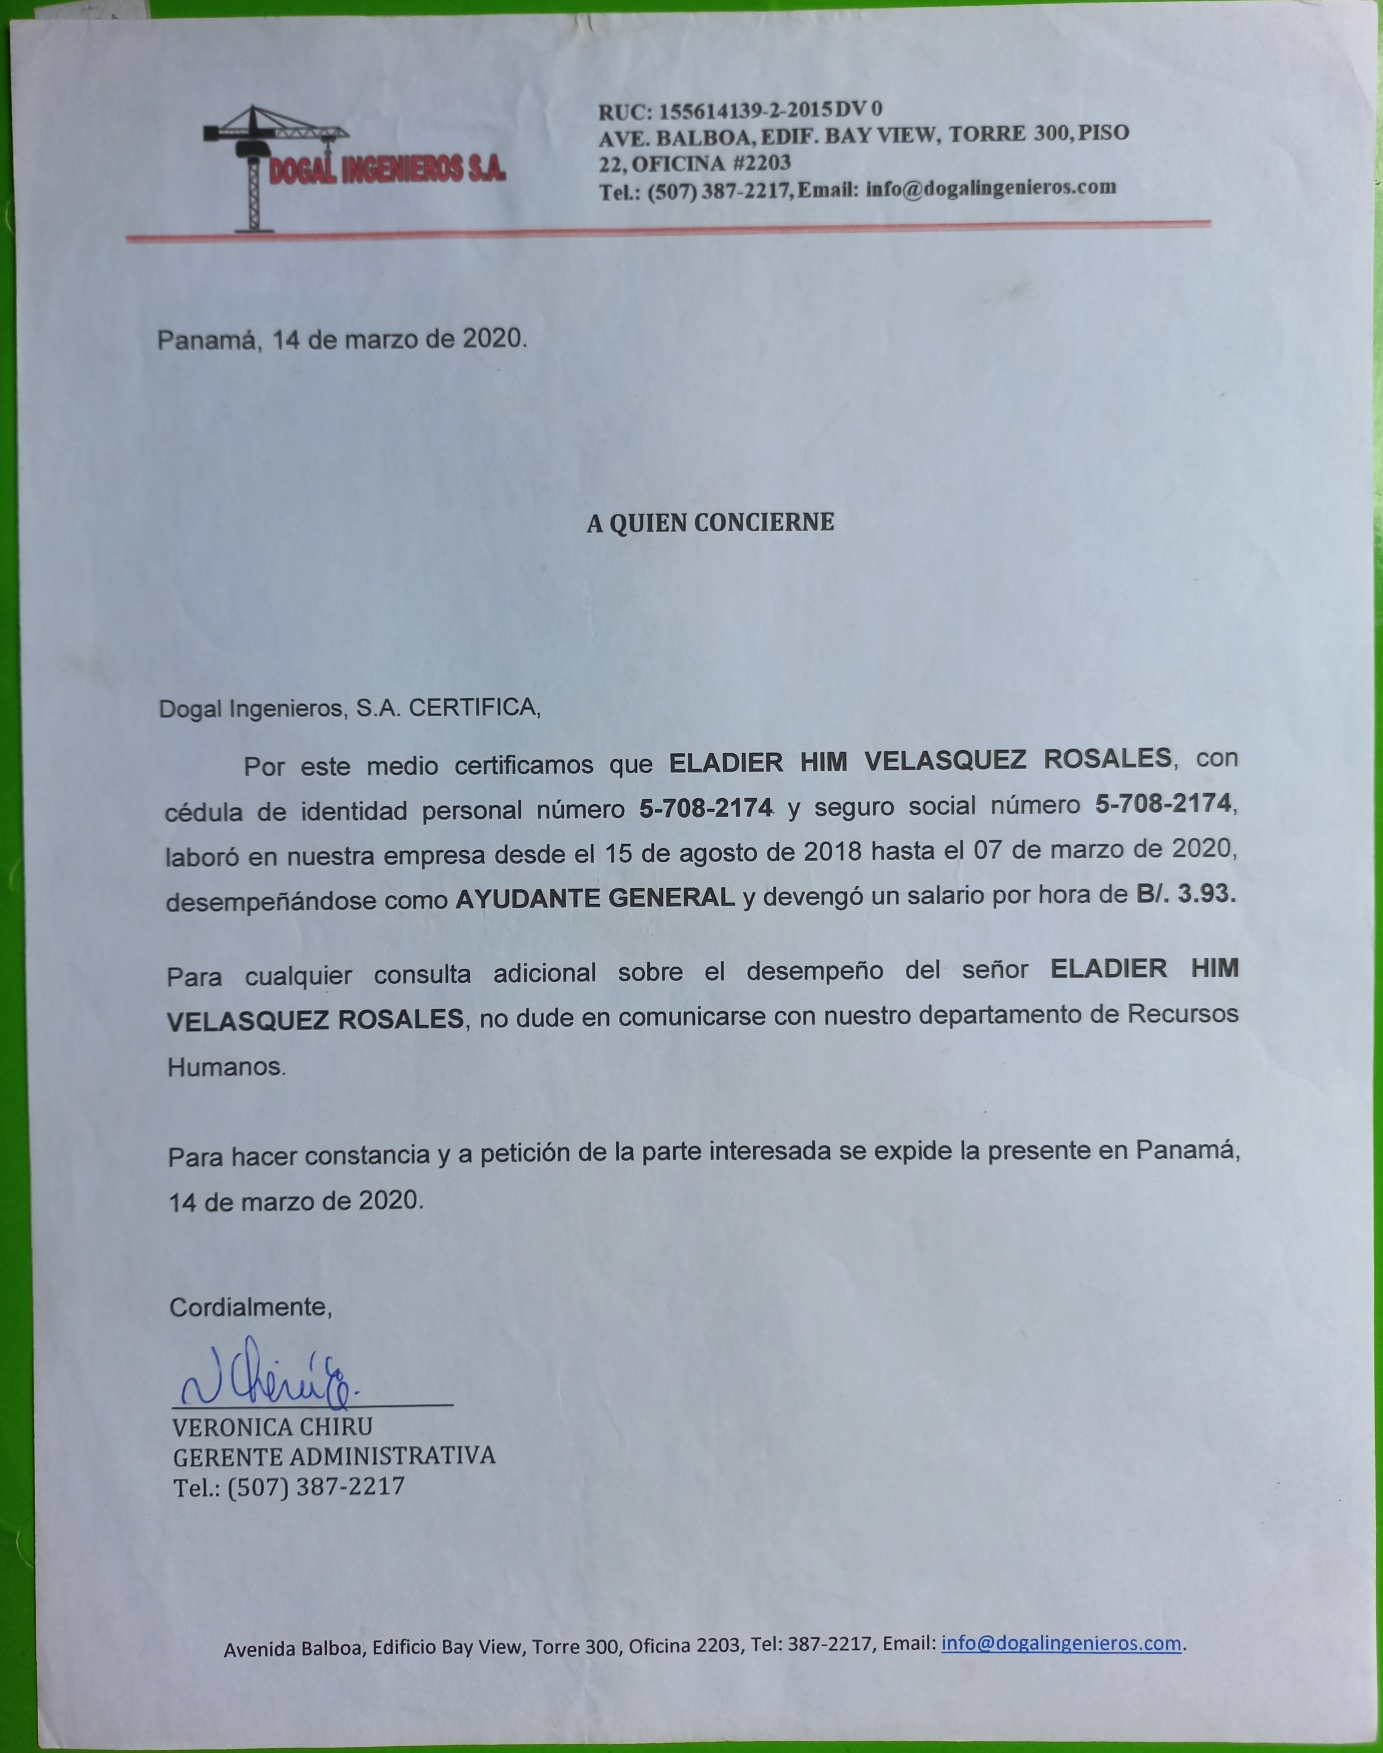 DOGAL INGENIEROS S.A.
RUC: 155614139-2-2015 DV 0
AVE. BALBOA, EDIF. BAY VIEW, TORRE 300, PISO
22, OFICINA #2203
Tel.: (507) 387-2217, Email: info@dogalingenieros.com
Panamá, 14 de marzo de 2020.
A QUIEN CONCIERNE
Dogal Ingenieros, S.A. CERTIFICA,
Por este medio certificamos que ELADIER HIM VELASQUEZ ROSALES, con
cédula de identidad personal número 5-708-2174 y seguro social número 5-708-2174,
laboró en nuestra empresa desde el 15 de agosto de 2018 hasta el 07 de marzo de 2020,
desempeñándose como AYUDANTE GENERAL y devengó un salario por hora de B/. 3.93.
Para cualquier consulta adicional sobre el desempeño del señor ELADIER HIM
VELASQUEZ ROSALES, no dude en comunicarse con nuestro departamento de Recursos
Humanos.
Para hacer constancia y a petición de la parte interesada se expide la presente en Panamá,
14 de marzo de 2020.
Cordialmente,
VERONICA CHIRU
GERENTE ADMINISTRATIVA
Tel.: (507) 387-2217
Avenida Balboa, Edificio Bay View, Torre 300, Oficina 2203, Tel: 387-2217, Email: info@dogalingenieros.com.